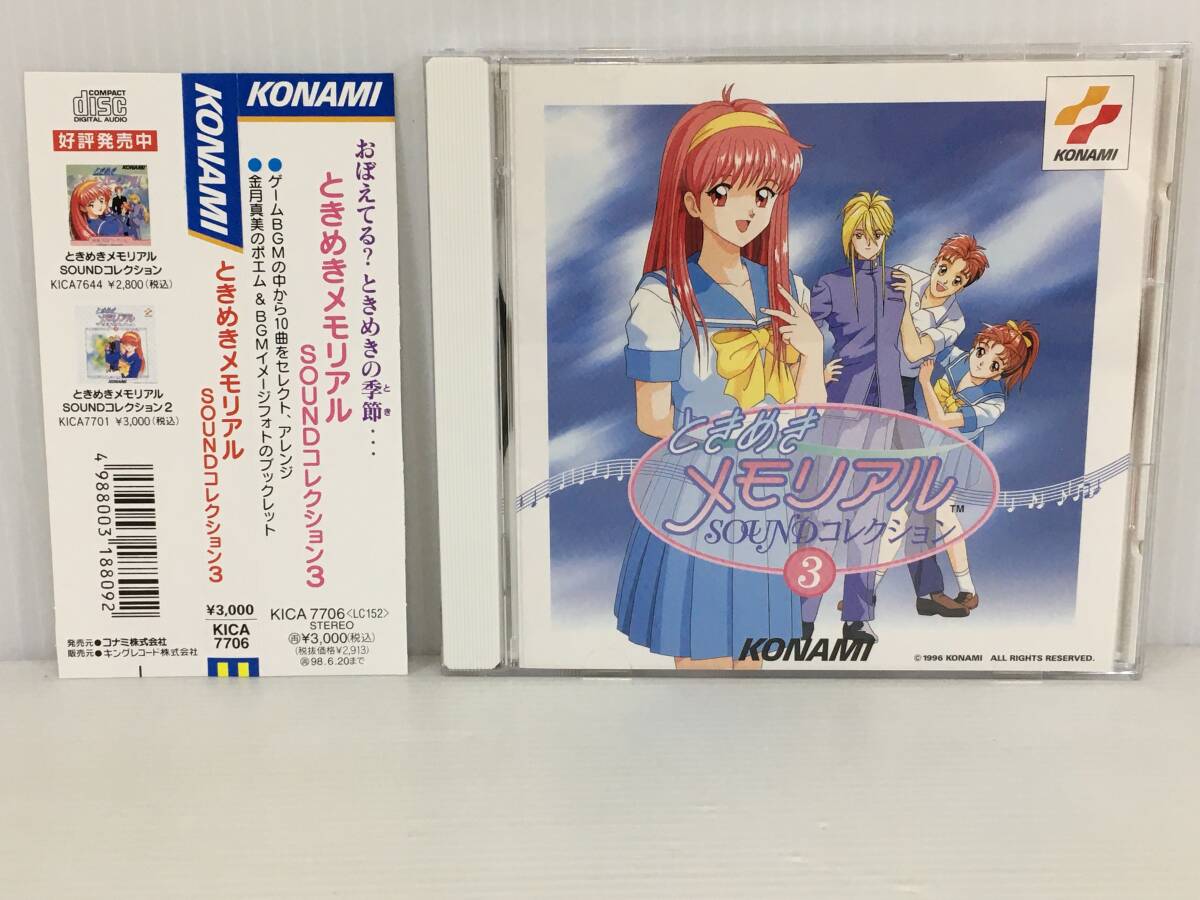 COMPACT
disc
DIGITAL AUDIO
好評発売中
ときめきメモリアル
SOUNDコレクション
KICA7644 ¥2,800(税込)
KONAMI
ときめきメモリアル
SOUNDコレクション2
KICA7701 ¥3,000(税込)
4988003188092
発売元●コナミ株式会社
販売元●キングレコード株式会社
KONAMI
ときめきメモリアル
SOUNDコレクション3
¥3,000
KICA
7706
KONAMI
おぼえてる?ときめきの季節・・・
とき
ときめきメモリアル
SOUNDコレクション3
●ゲームBGMの中から10曲をセレクト、アレンジ
●金月真美のポエム&BGMイメージフォトのブックレット
KICA 7706<LC152>
STEREO
再¥3,000(税込)
(税抜価格¥2,913)
再98.6.20まで
KONAMI
ときめき
メモリアル
TM
SOUNDコレクション
3
KONAMI
©1996 KONAMI ALL RIGHTS RESERVED.